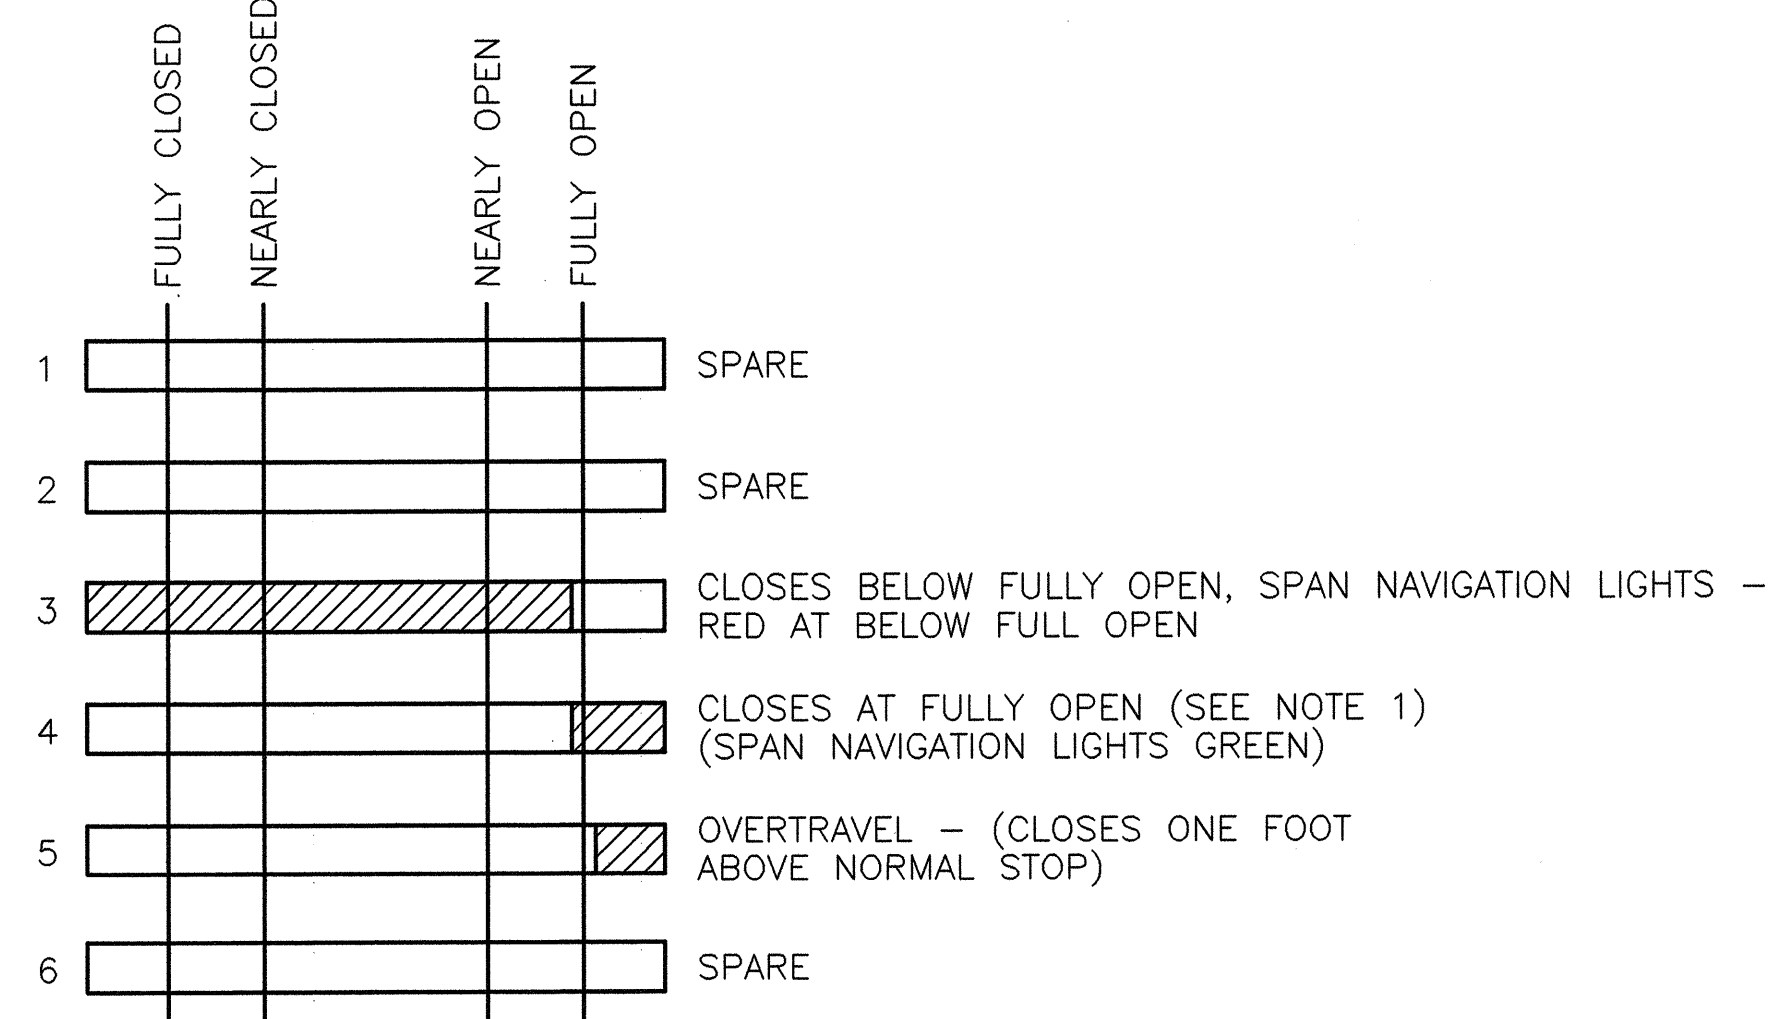 FULLY CLOSED
NEARLY CLOSED
NEARLY OPEN
FULLY OPEN
1 SPARE
2 SPARE
3 CLOSES BELOW FULLY OPEN, SPAN NAVIGATION LIGHTS –
RED AT BELOW FULL OPEN
4 CLOSES AT FULLY OPEN (SEE NOTE 1)
(SPAN NAVIGATION LIGHTS GREEN)
5 OVERTRAVEL – (CLOSES ONE FOOT
ABOVE NORMAL STOP)
6 SPARE